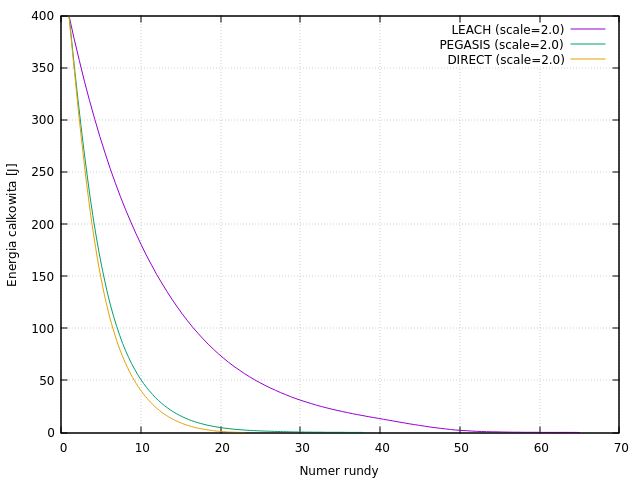 400
350
300
250
200
150
100
50
0
0 10 20 30 40 50 60 70
Energia calkowita [J]
Numer rundy
LEACH (scale=2.0)
PEGASIS (scale=2.0)
DIRECT (scale=2.0)